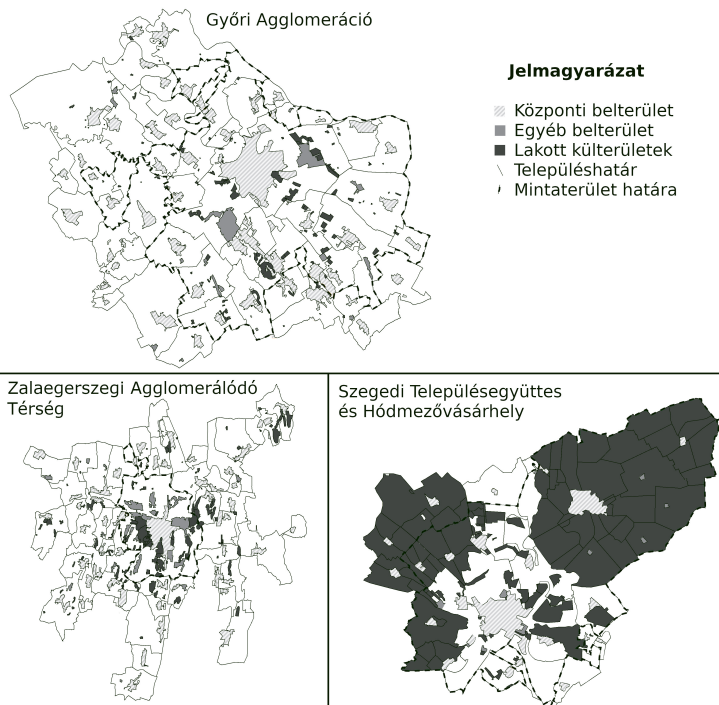 Győri Agglomeráció
Jelmagyarázat
Központi belterület
Egyéb belterület
Lakott külterületek
Településhatár
Mintaterület határa
Zalaegerszegi Agglomerálódó
Térség
Szegedi Településegyüttes
és Hódmezővásárhely